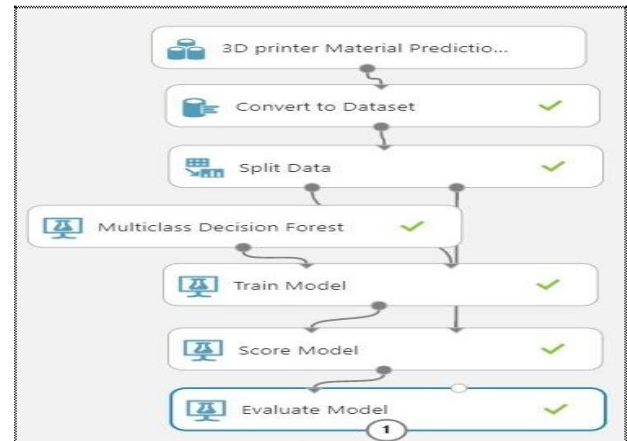 3D printer Material Predictio...
Convert to Dataset
Split Data
Multiclass Decision Forest
Train Model
Score Model
Evaluate Model
1